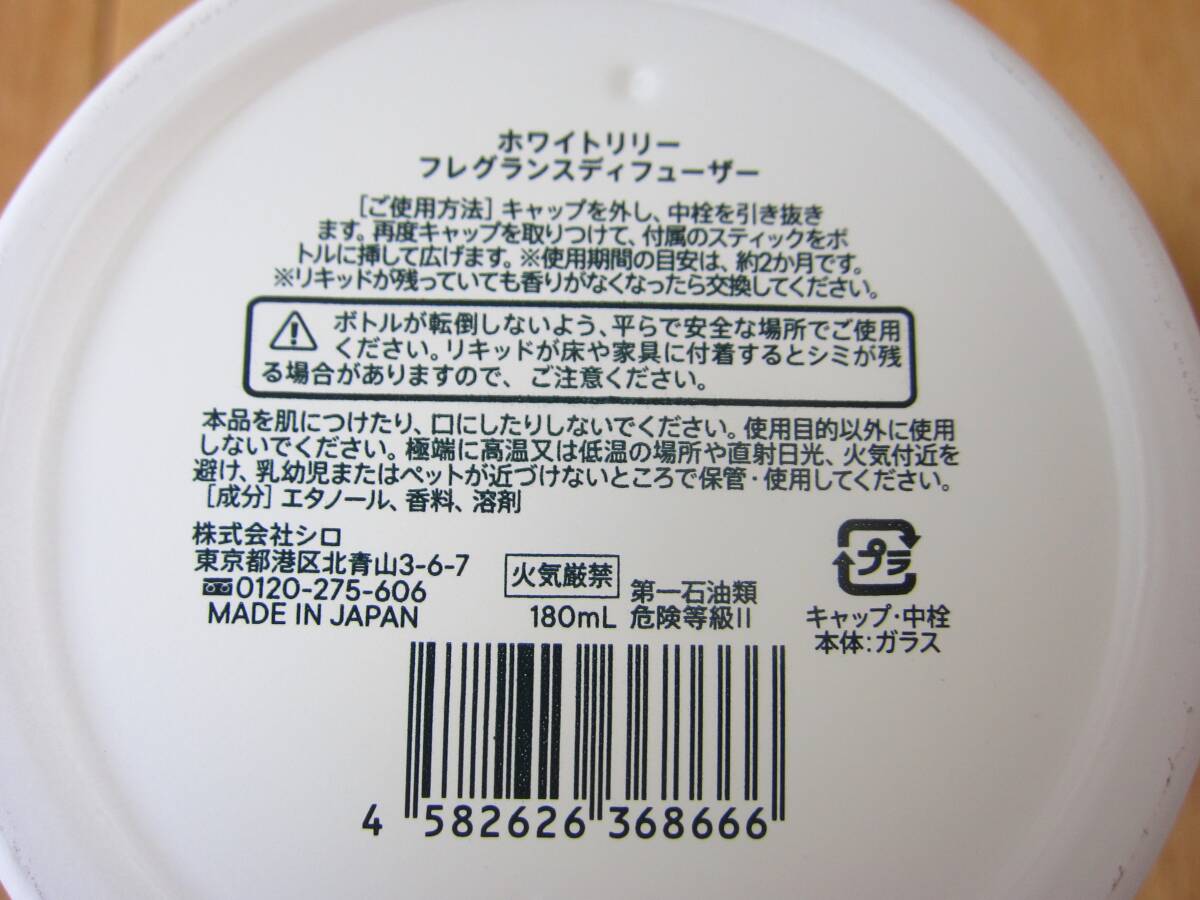 ホワイトリリー
フレグランスディフューザー
［ご使用方法］キャップを外し、中栓を引き抜き
ます。再度キャップを取りつけて、付属のスティックをボ
トルに挿して広げます。※使用期間の目安は、約2か月です。
※リキッドが残っていても香りがなくなったら交換してください。
ボトルが転倒しないよう、平らで安全な場所でご使用
ください。リキッドが床や家具に付着するとシミが残
る場合がありますので、ご注意ください。
本品を肌につけたり、口にしたりしないでください。使用目的以外に使用
しないでください。極端に高温又は低温の場所や直射日光、火気付近を
避け、乳幼児またはペットが近づけないところで保管・使用してください。
［成分］エタノール、香料、溶剤
株式会社シロ
東京都港区北青山3-6-7
0120-275-606
MADE IN JAPAN
火気厳禁
180mL
第一石油類
危険等級II
プラ
キャップ・中栓
本体：ガラス
4 582626 368666